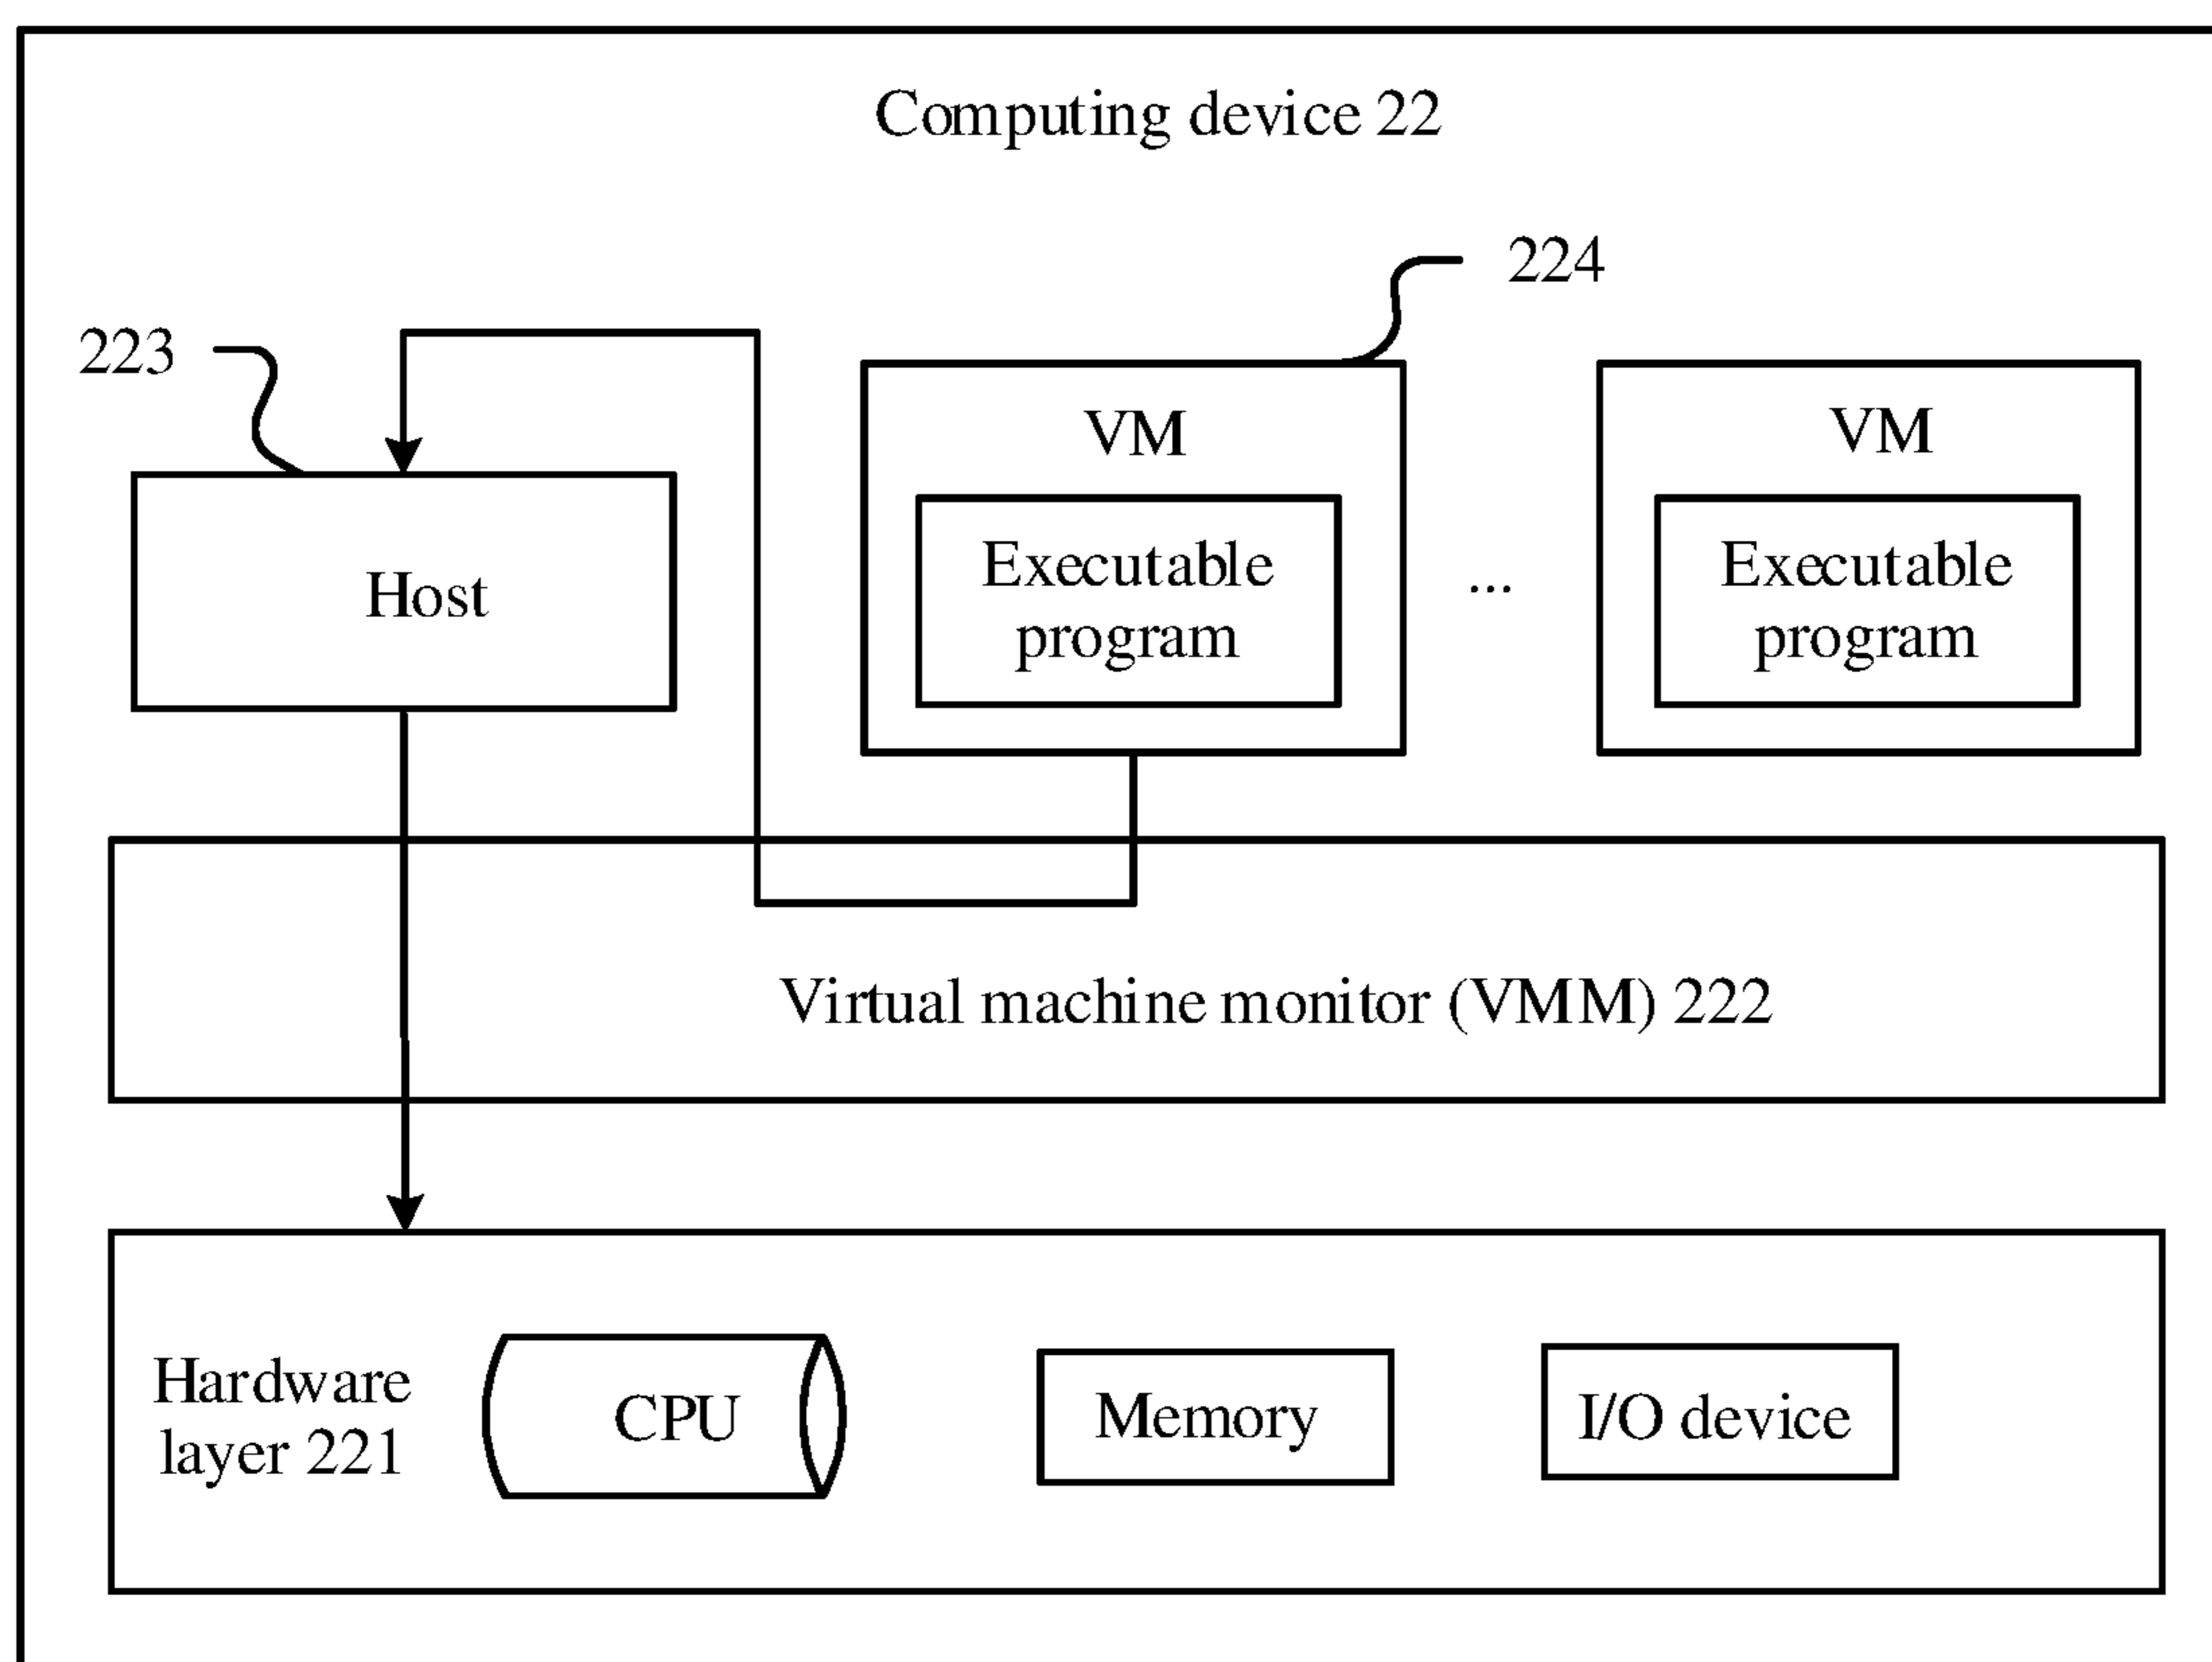 Computing device 22
224
223
VM
VM
Host
Executable
program
...
Executable
program
Virtual machine monitor (VMM) 222
Hardware
layer 221
CPU
Memory
I/O device